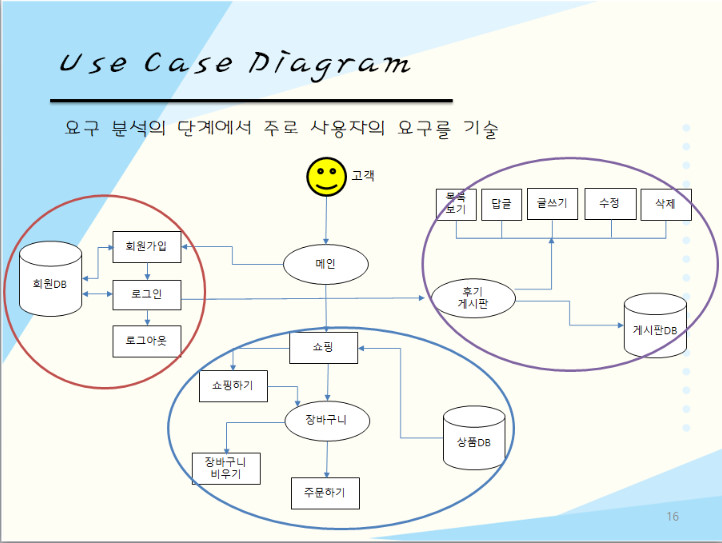 Use Case Diagram
요구 분석의 단계에서 주로 사용자의 요구를 기술
고객
목록
보기
답글
글쓰기
수정
삭제
회원가입
메인
회원DB
로그인
후기
게시판
로그아웃
게시판DB
쇼핑
쇼핑하기
장바구니
상품DB
장바구니
비우기
주문하기
16